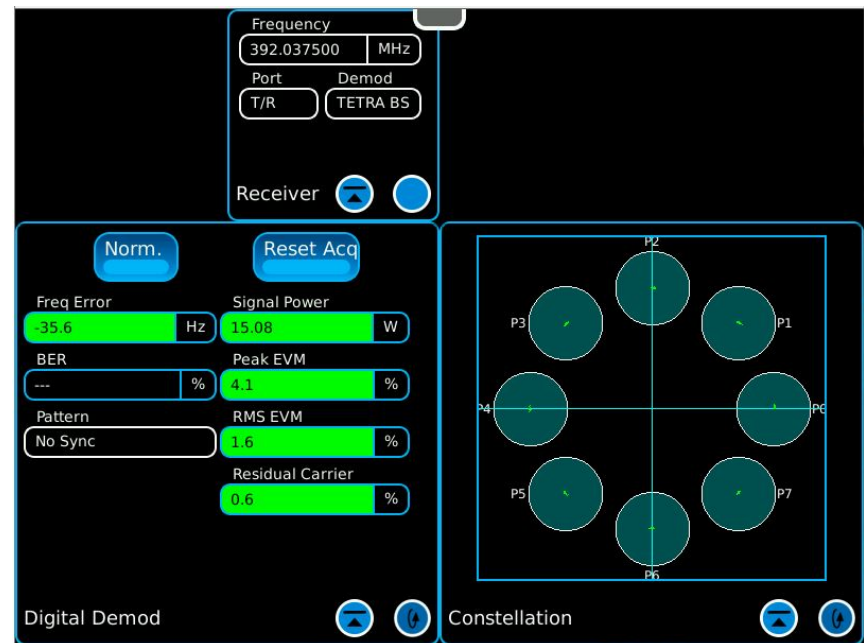 Frequency
392.037500 MHz
Port Demod
T/R TETRA BS
Receiver
Norm. Reset Acq
Freq Error Signal Power
-35.6 Hz 15.08 W
BER Peak EVM
--- % 4.1 %
Pattern RMS EVM
No Sync 1.6 %
Residual Carrier
0.6 %
Digital Demod
P2
P3 P1
P4 P0
P5 P7
P6
Constellation